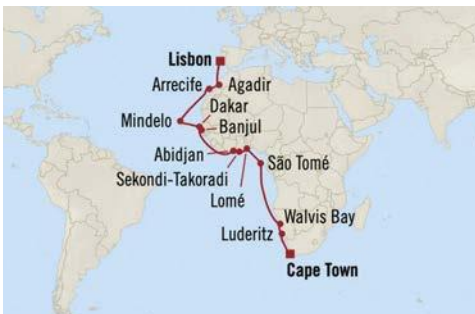 Lisbon
Arrecife
Agadir
Dakar
Mindelo
Banjul
Abidjan
São Tomé
Sekondi-Takoradi
Lomé
Walvis Bay
Luderitz
Cape Town